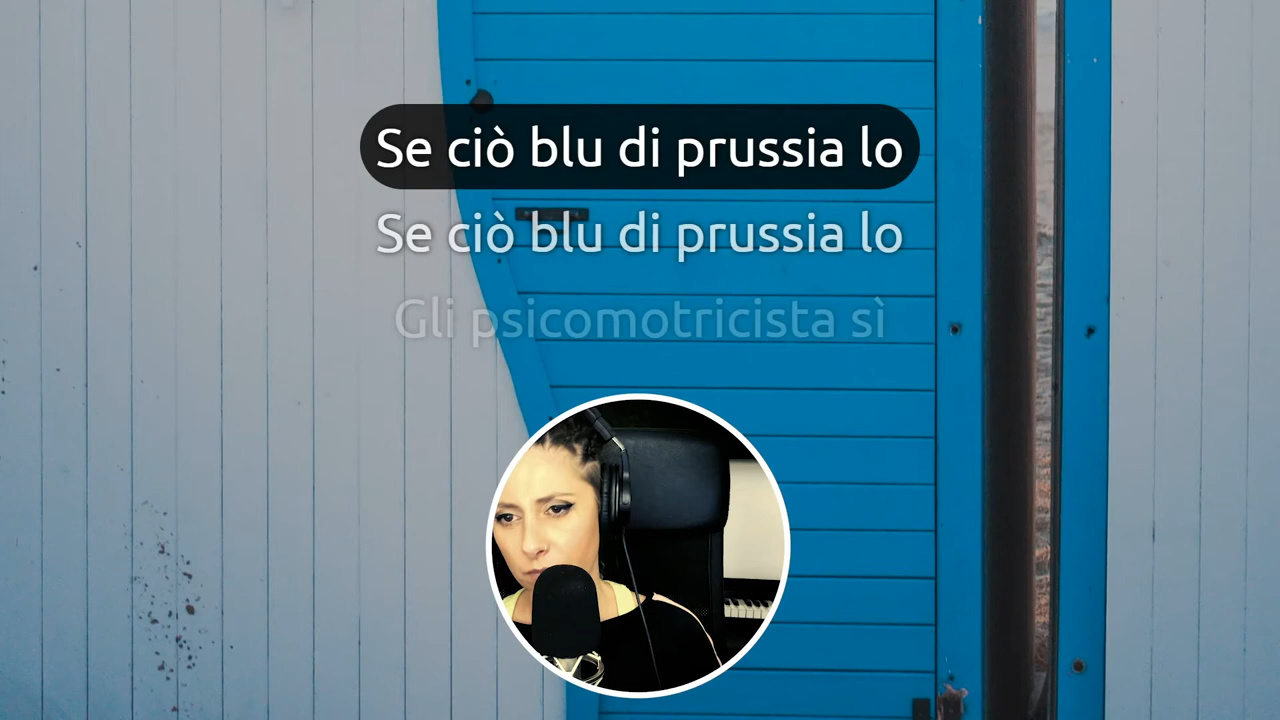 Se ciò blu di prussia lo
Se ciò blu di prussia lo
Gli psicomotricista sì